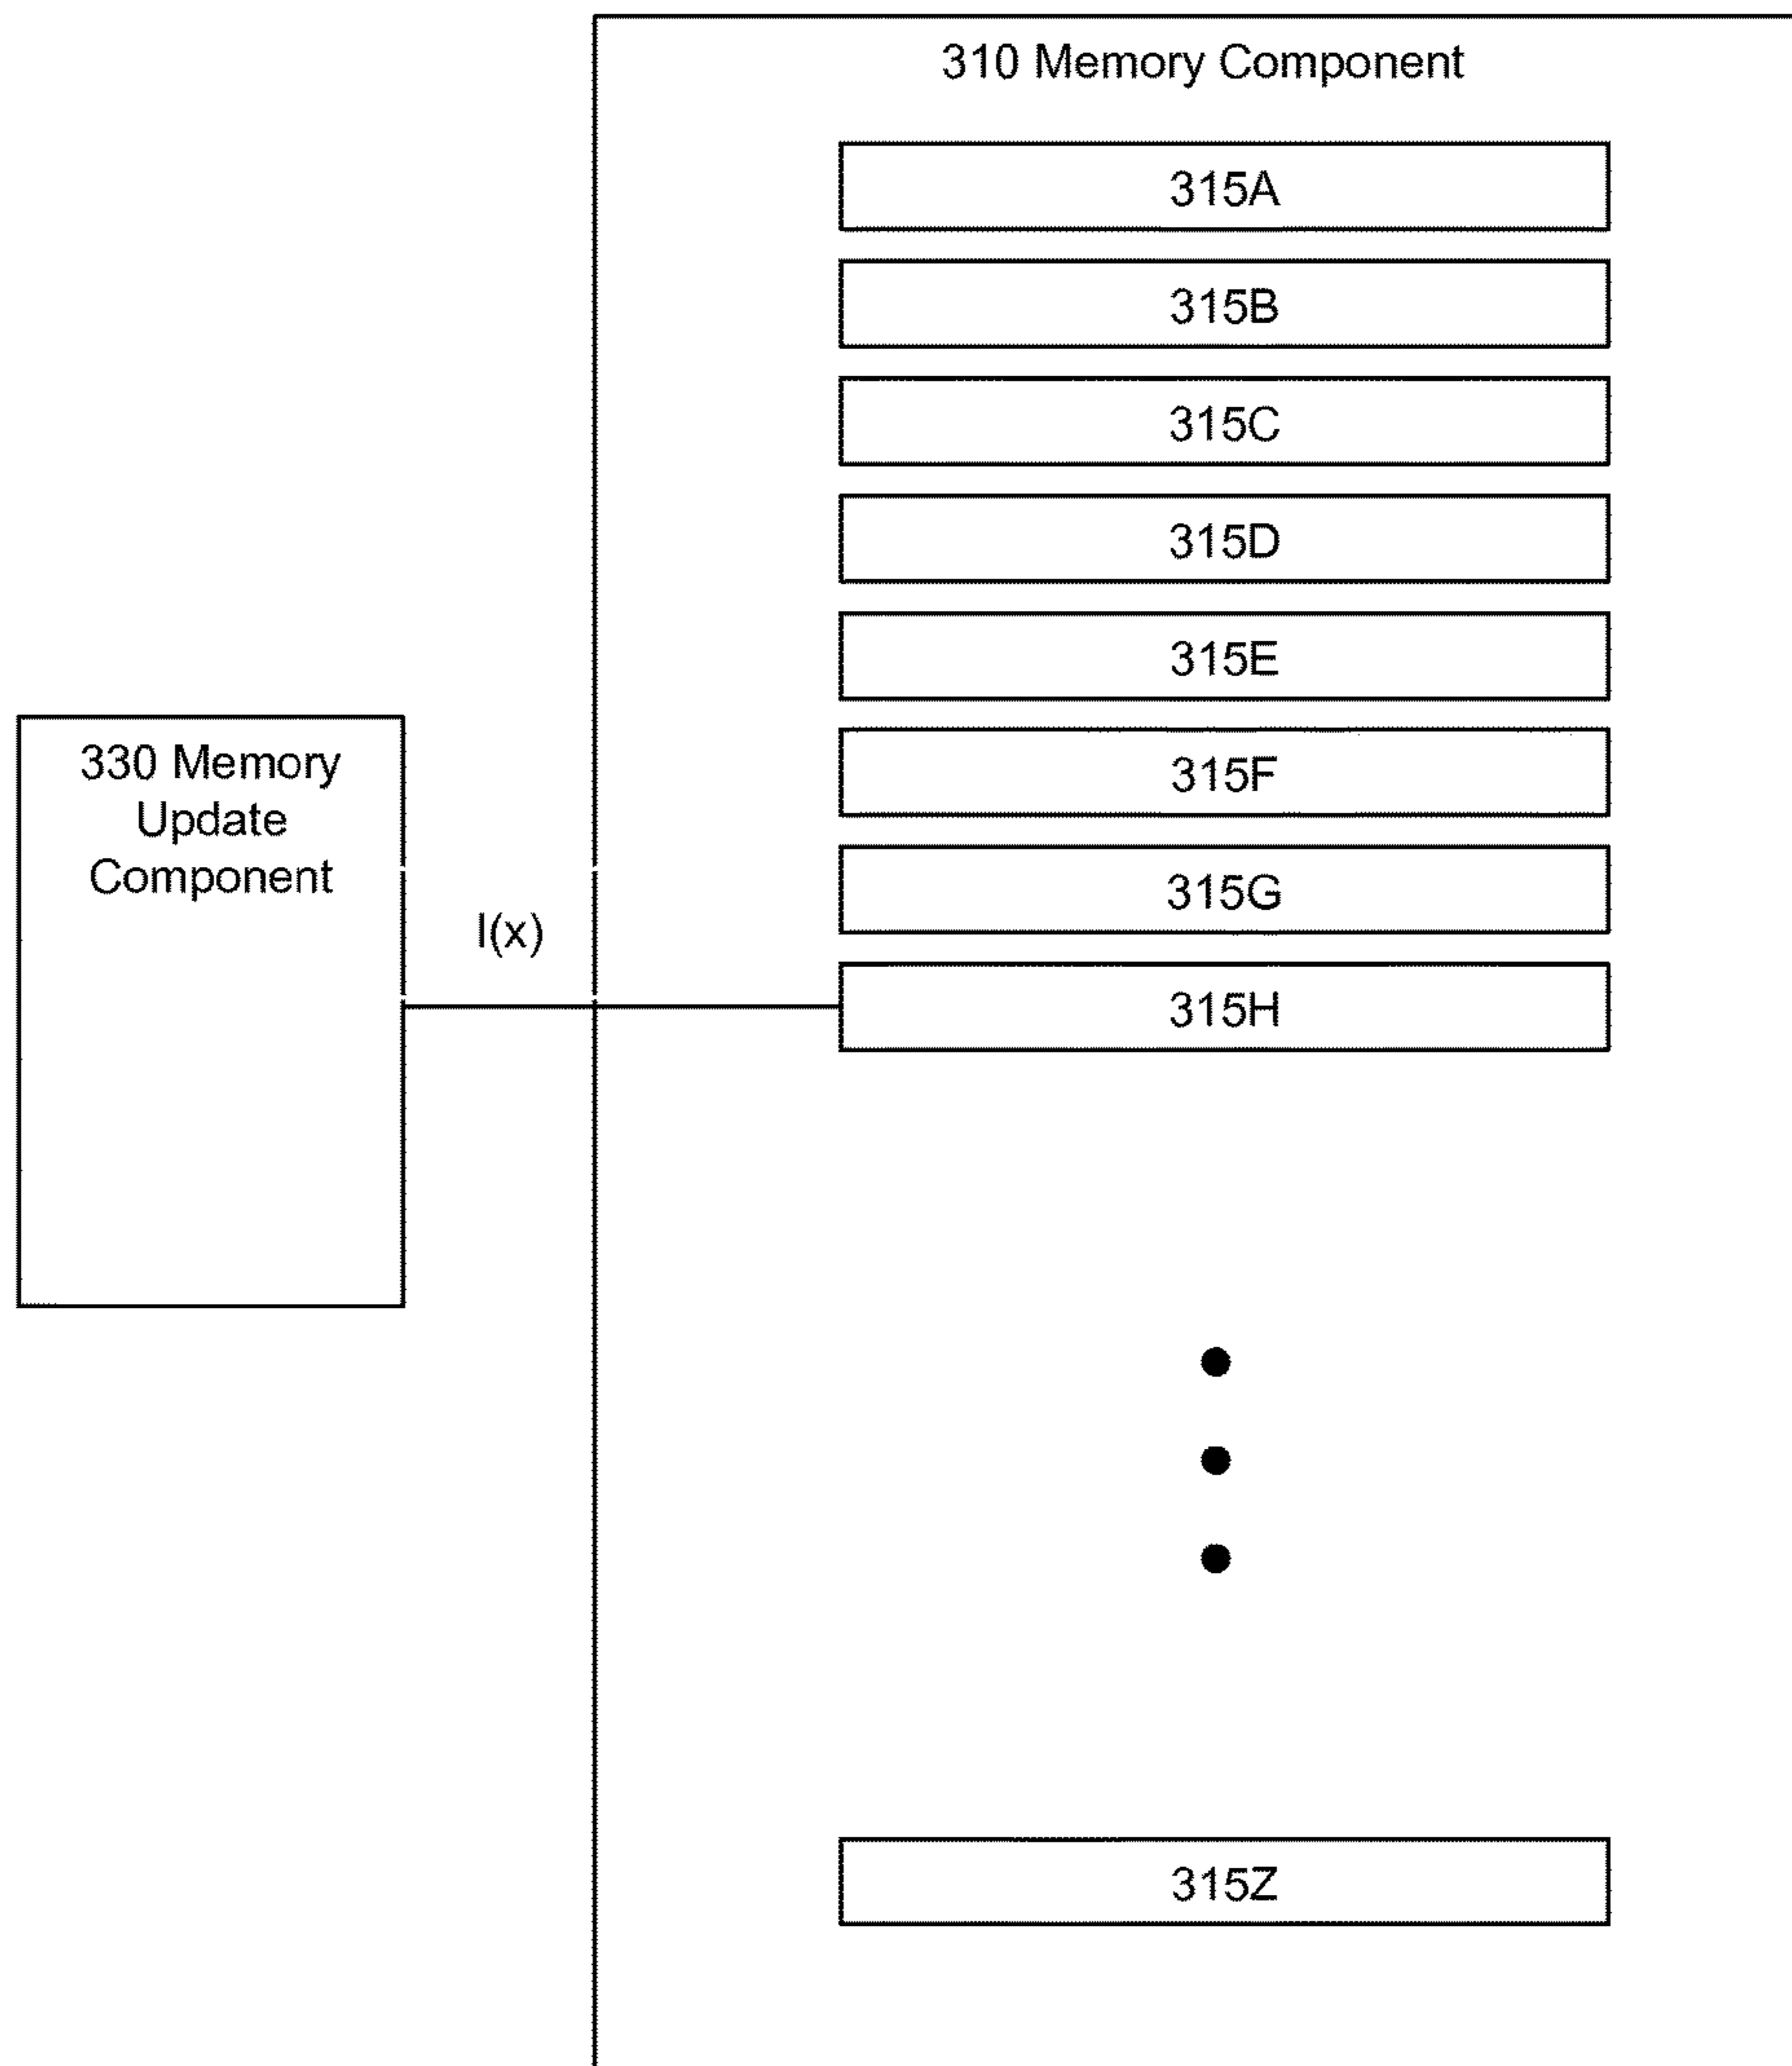 310 Memory Component
315A
315B
315C
315D
315E
315F
315G
315H
315Z
330 Memory
Update
Component
I(x)